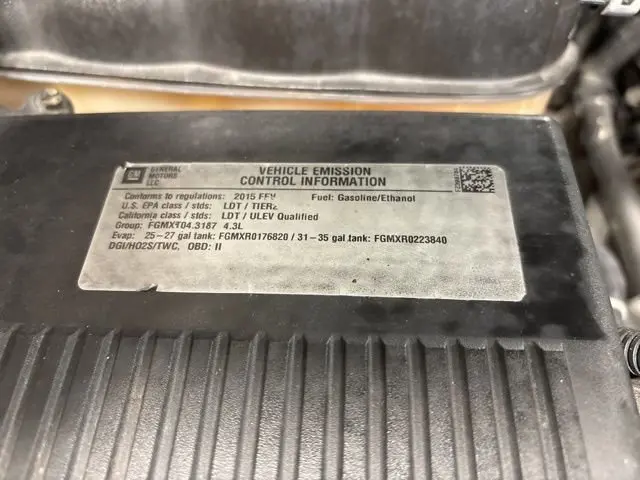 GM
GENERAL MOTORS LLC
VEHICLE EMISSION
CONTROL INFORMATION
Conforms to regulations: 2015 FFV Fuel: Gasoline/Ethanol
U.S. EPA class / stds: LDT / TIER2
California class / stds: LDT / ULEV Qualified
Group: FGMXT04.3187 4.3L
Evap: 25-27 gal tank: FGMXR0176820 / 31-35 gal tank: FGMXR0223840
DGI/HO2S/TWC, OBD: II